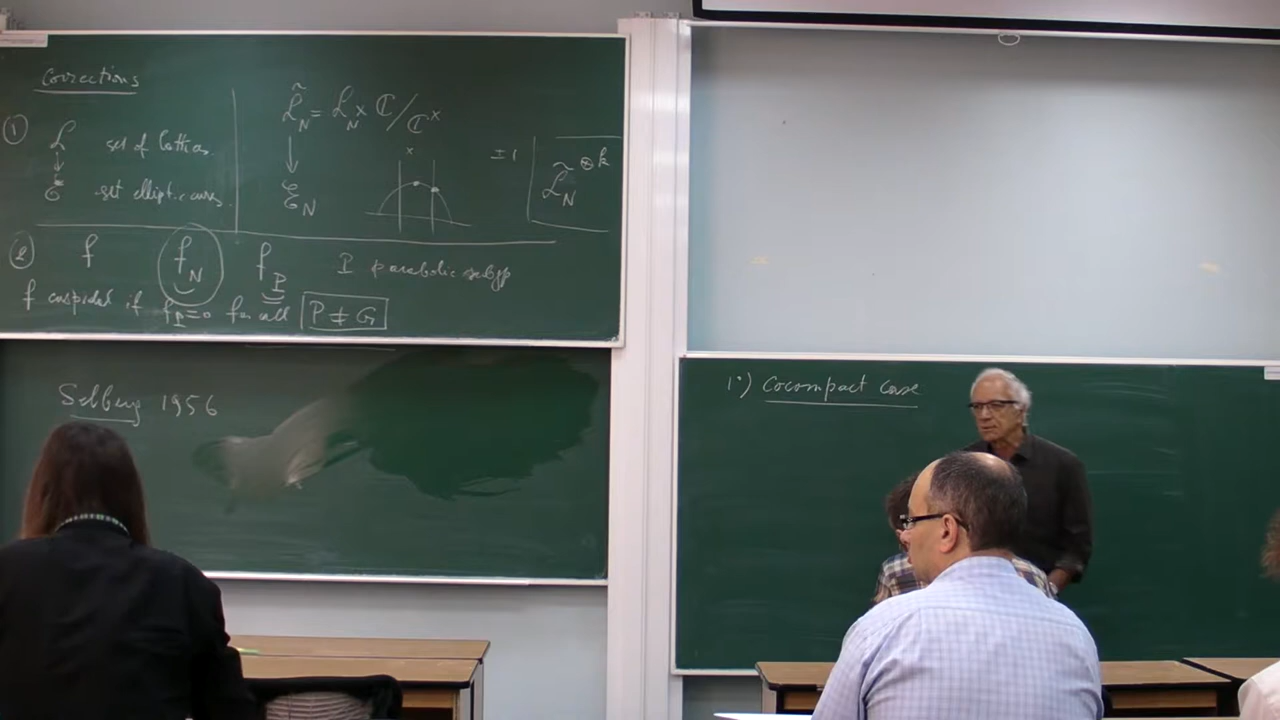 Corrections
① ℒ set of lattices
↓
ℰ set elliptic curves
ℒ̃_N = ℒ_N × ℂ/ℂ^×
↓
ℰ_N
x
±1
ℒ̃_N^{⊗k}
② f f_N f_P P parabolic subgp
f cuspidal if f_P=0 for all P ≠ G
Selberg 1956
1°) Cocompact case